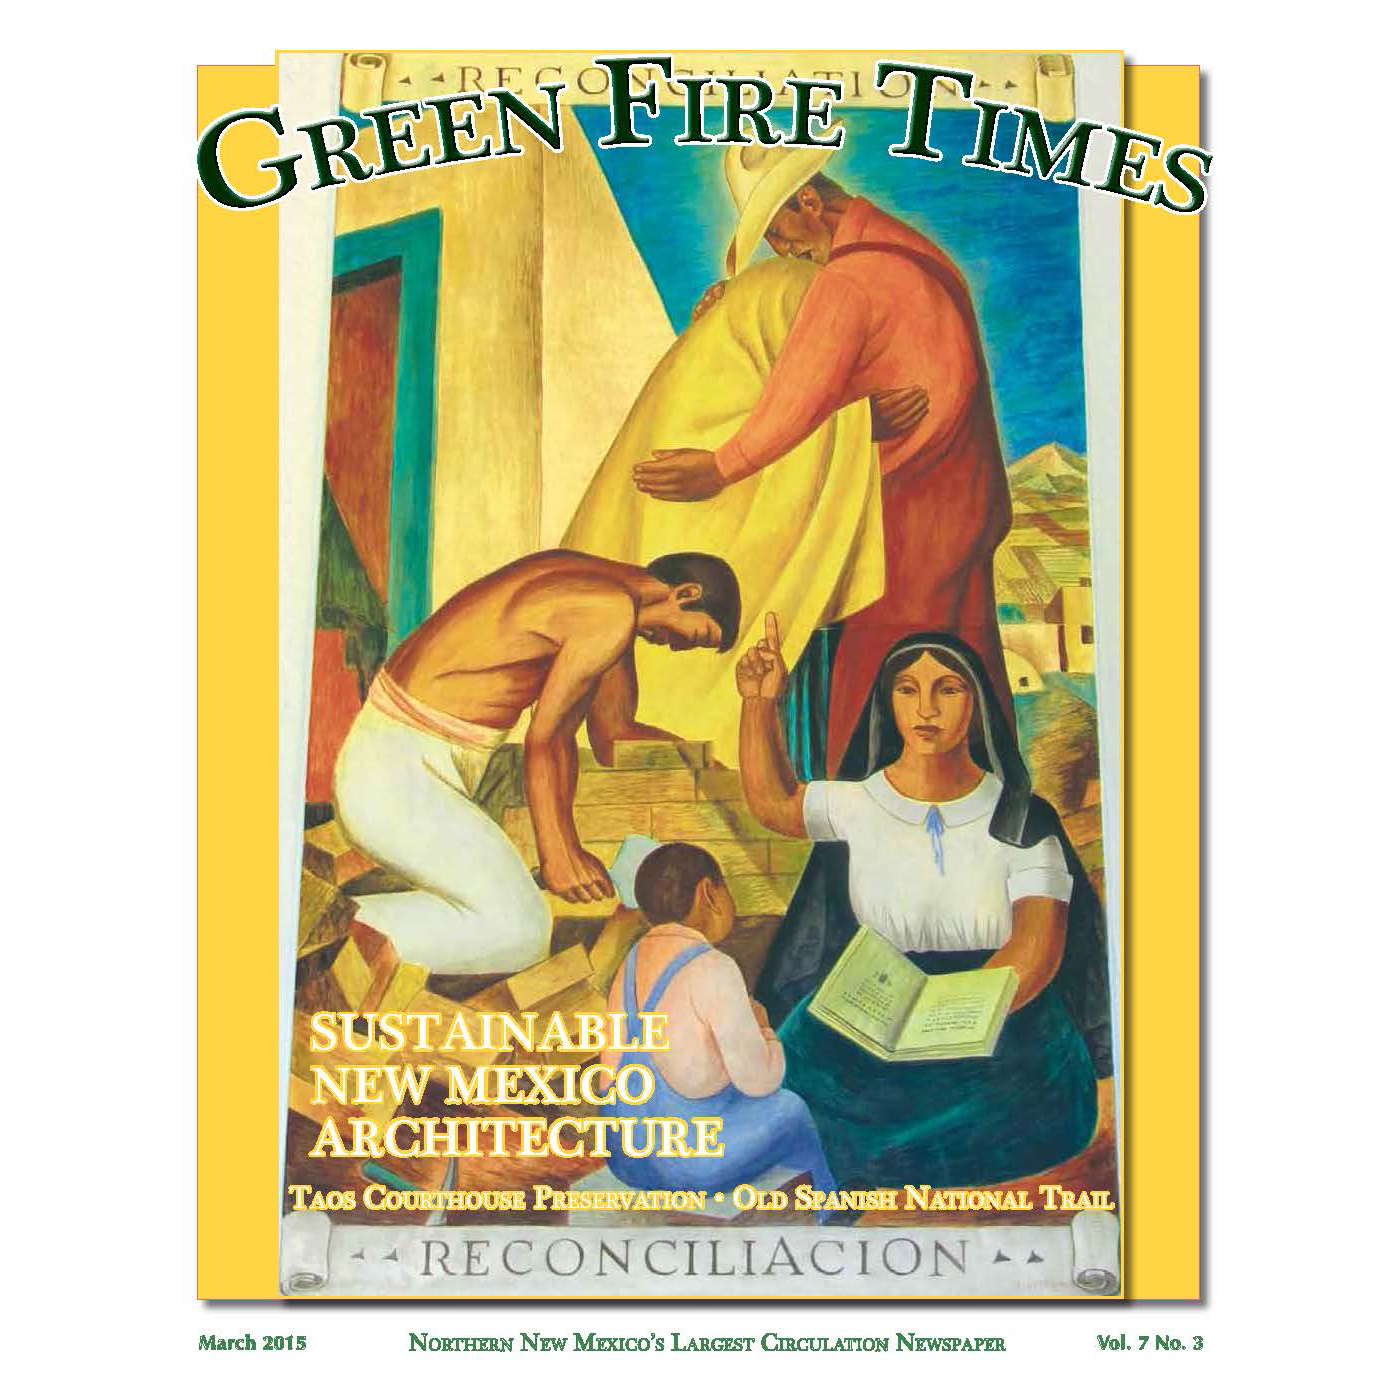 RECONCILIATION
GREEN FIRE TIMES
SUSTAINABLE
NEW MEXICO
ARCHITECTURE
TAOS COURTHOUSE PRESERVATION • OLD SPANISH NATIONAL TRAIL
RECONCILIACION
March 2015 NORTHERN NEW MEXICO'S LARGEST CIRCULATION NEWSPAPER Vol. 7 No. 3